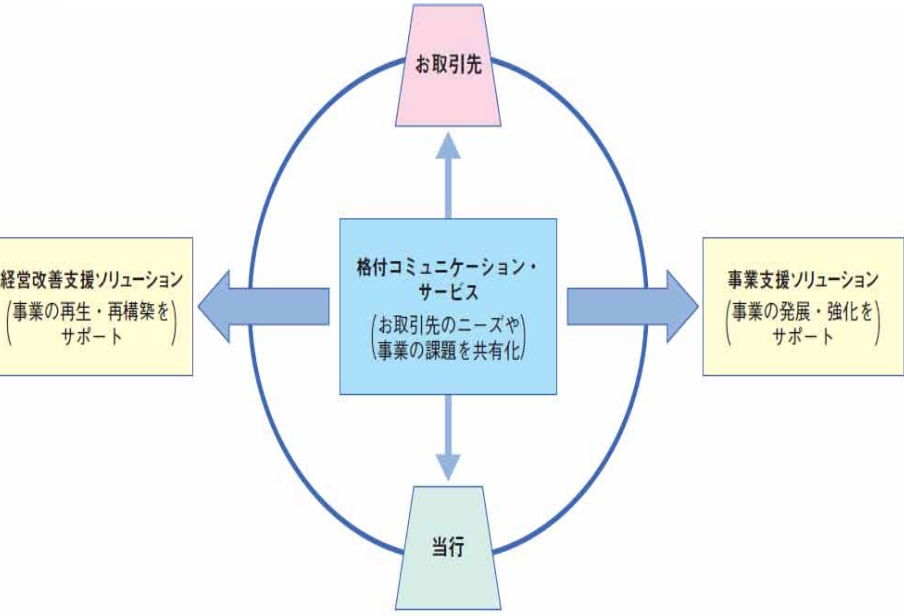 お取引先
経営改善支援ソリューション
(事業の再生・再構築を
サポート)
格付コミュニケーション・
サービス
(お取引先のニーズや
事業の課題を共有化)
事業支援ソリューション
(事業の発展・強化を
サポート)
当行